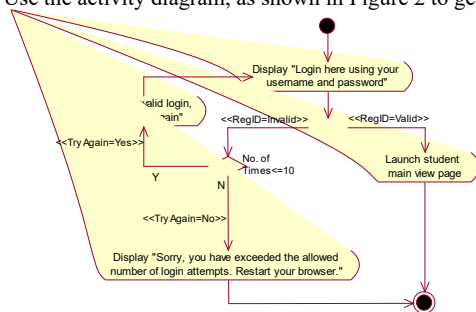 Use the activity diagram, as shown in Figure 2 to ge
Display "Login here using your
username and password"
alid login,
ain"
<<RegID=Invalid>>
<<RegID=Valid>>
<<TryAgain=Yes>>
No. of
Times<=10
Y
N
Launch student
main view page
<<TryAgain=No>>
Display "Sorry, you have exceeded the allowed
number of login attempts. Restart your browser."